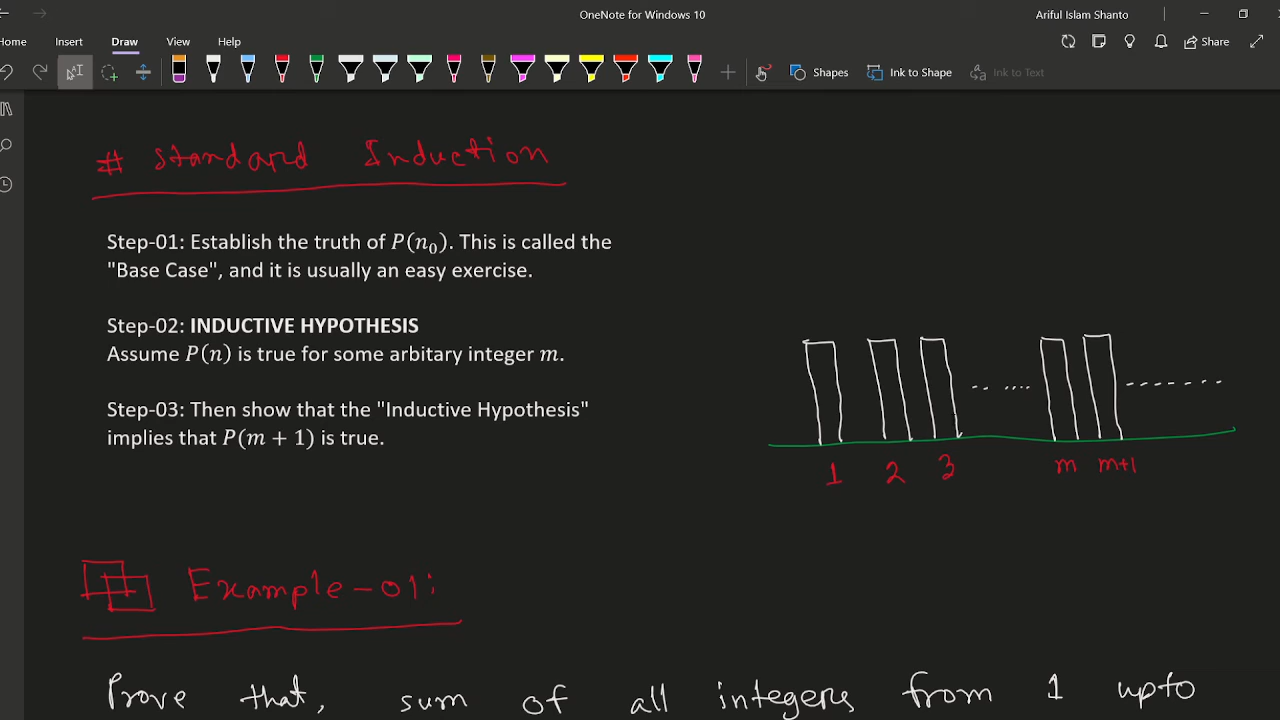 OneNote for Windows 10
Ariful Islam Shanto
Home Insert Draw View Help
Share
Shapes Ink to Shape Ink to Text
# Standard Induction
Step-01: Establish the truth of P(n₀). This is called the
"Base Case", and it is usually an easy exercise.
Step-02: INDUCTIVE HYPOTHESIS
Assume P(n) is true for some arbitary integer m.
Step-03: Then show that the "Inductive Hypothesis"
implies that P(m + 1) is true.
1 2 3 m m+1
Example-01:
Prove that, sum of all integers from 1 upto